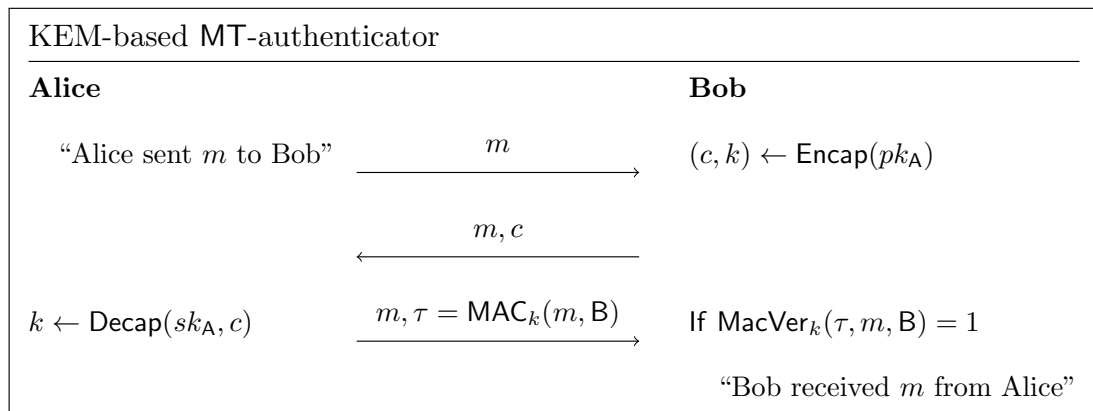 KEM-based MT-authenticator
Alice Bob
“Alice sent m to Bob” m (c, k) ← Encap(pk_A)
m, c
k ← Decap(sk_A, c) m, τ = MAC_k(m, B) If MacVer_k(τ, m, B) = 1
“Bob received m from Alice”